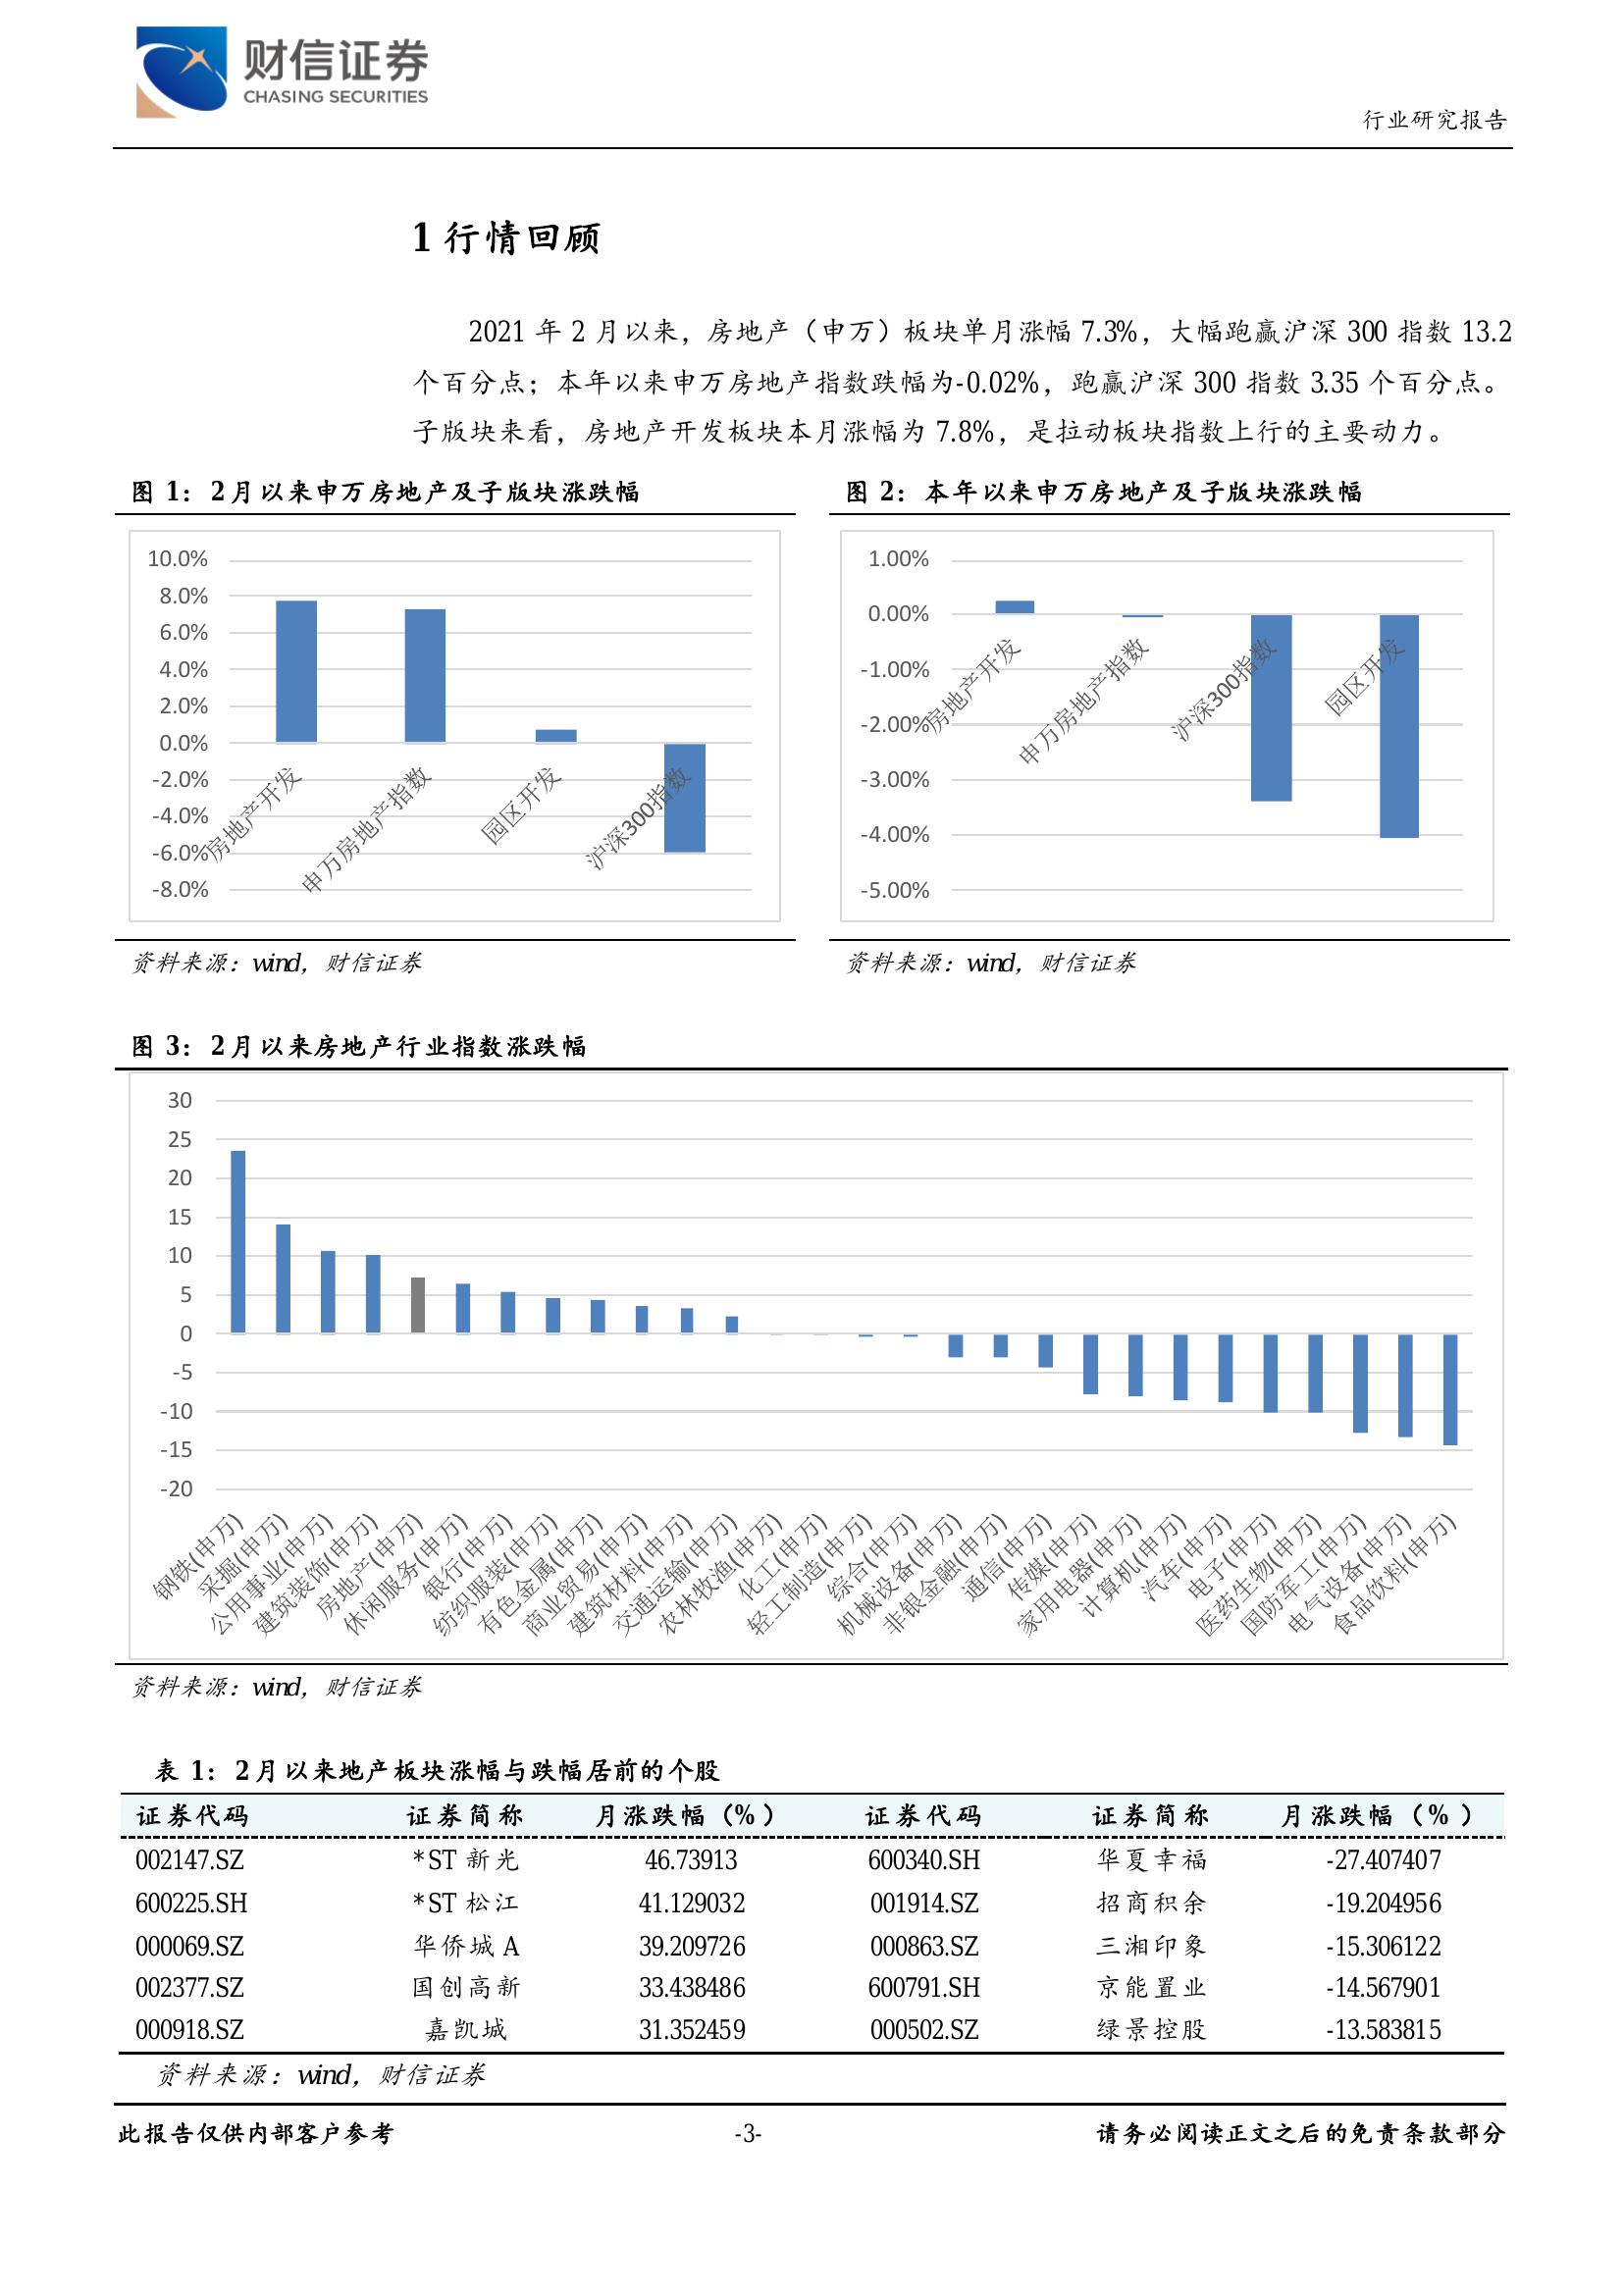 财信证券
CHASING SECURITIES
行业研究报告
1 行情回顾
2021 年 2 月以来，房地产（申万）板块单月涨幅 7.3%，大幅跑赢沪深 300 指数 13.2
个百分点；本年以来申万房地产指数跌幅为-0.02%，跑赢沪深 300 指数 3.35 个百分点。
子版块来看，房地产开发板块本月涨幅为 7.8%，是拉动板块指数上行的主要动力。
图 1：2 月以来申万房地产及子版块涨跌幅
10.0%
8.0%
6.0%
4.0%
2.0%
0.0%
-2.0%
-4.0%
-6.0%
-8.0%
房地产开发
申万房地产指数
园区开发
沪深300指数
资料来源：wind，财信证券
图 2：本年以来申万房地产及子版块涨跌幅
1.00%
0.00%
-1.00%
-2.00%
-3.00%
-4.00%
-5.00%
房地产开发
申万房地产指数
沪深300指数
园区开发
资料来源：wind，财信证券
图 3：2 月以来房地产行业指数涨跌幅
30
25
20
15
10
5
0
-5
-10
-15
-20
钢铁(申万)
采掘(申万)
公用事业(申万)
建筑装饰(申万)
房地产(申万)
休闲服务(申万)
银行(申万)
纺织服装(申万)
有色金属(申万)
商业贸易(申万)
建筑材料(申万)
交通运输(申万)
农林牧渔(申万)
化工(申万)
轻工制造(申万)
综合(申万)
机械设备(申万)
非银金融(申万)
通信(申万)
传媒(申万)
家用电器(申万)
计算机(申万)
汽车(申万)
电子(申万)
医药生物(申万)
国防军工(申万)
电气设备(申万)
食品饮料(申万)
资料来源：wind，财信证券
表 1：2 月以来地产板块涨幅与跌幅居前的个股
证券代码 证券简称 月涨跌幅（%） 证券代码 证券简称 月涨跌幅（%）
002147.SZ *ST 新光 46.73913 600340.SH 华夏幸福 -27.407407
600225.SH *ST 松江 41.129032 001914.SZ 招商积余 -19.204956
000069.SZ 华侨城 A 39.209726 000863.SZ 三湘印象 -15.306122
002377.SZ 国创高新 33.438486 600791.SH 京能置业 -14.567901
000918.SZ 嘉凯城 31.352459 000502.SZ 绿景控股 -13.583815
资料来源：wind，财信证券
此报告仅供内部客户参考 -3- 请务必阅读正文之后的免责条款部分